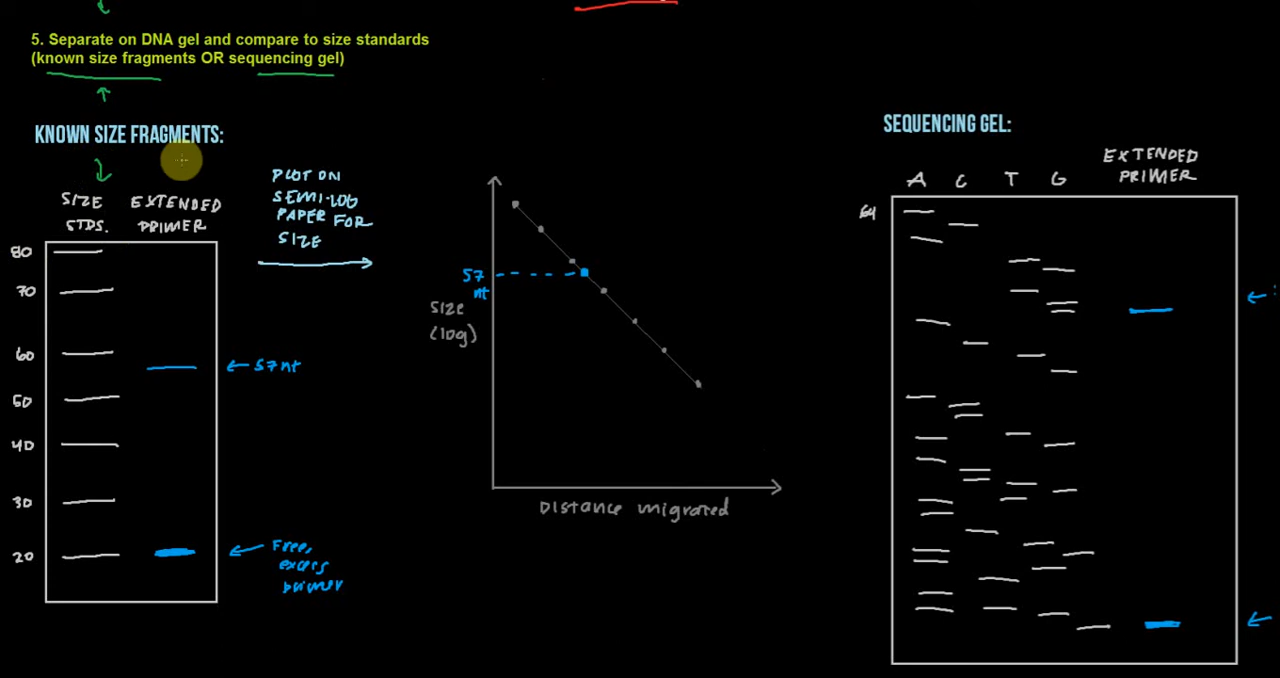 5. Separate on DNA gel and compare to size standards
(known size fragments OR sequencing gel)
KNOWN SIZE FRAGMENTS:
SIZE
STDS.
EXTENDED
PRIMER
80
70
60
50
40
30
20
57 nt
Free,
excess
primer
PLOT ON
SEMI-LOG
PAPER FOR
SIZE
57
nt
SIZE
(log)
DISTANCE migrated
SEQUENCING GEL:
A C T G
EXTENDED
PRIMER